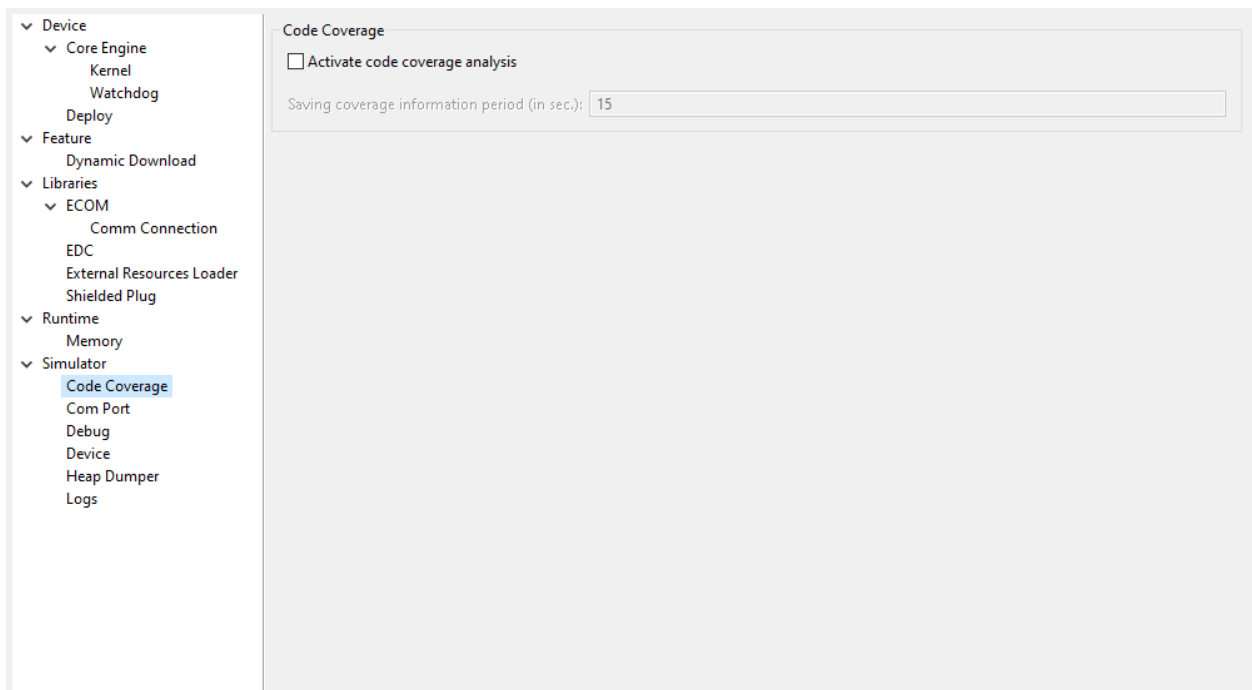 Device
Core Engine
Kernel
Watchdog
Deploy
Feature
Dynamic Download
Libraries
ECOM
Comm Connection
EDC
External Resources Loader
Shielded Plug
Runtime
Memory
Simulator
Code Coverage
Com Port
Debug
Device
Heap Dumper
Logs
Code Coverage
Activate code coverage analysis
Saving coverage information period (in sec.): 15